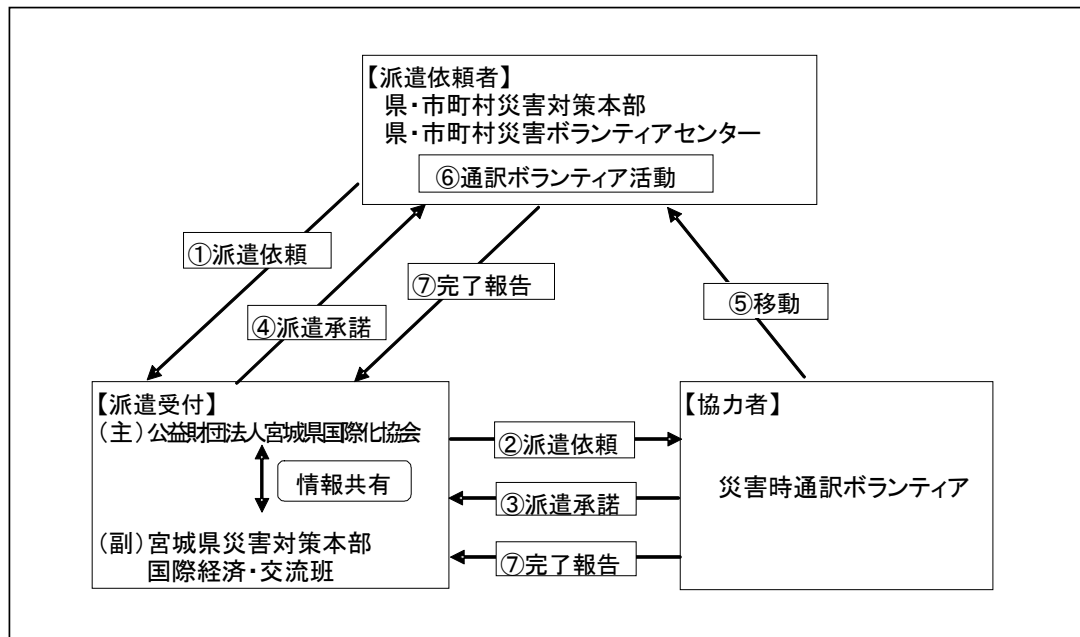 【派遣依頼者】
県・市町村災害対策本部
県・市町村災害ボランティアセンター
⑥通訳ボランティア活動
①派遣依頼
⑦完了報告
④派遣承諾
⑤移動
【派遣受付】
(主)公益財団法人宮城県国際化協会
情報共有
(副)宮城県災害対策本部
国際経済・交流班
②派遣依頼
③派遣承諾
⑦完了報告
【協力者】
災害時通訳ボランティア